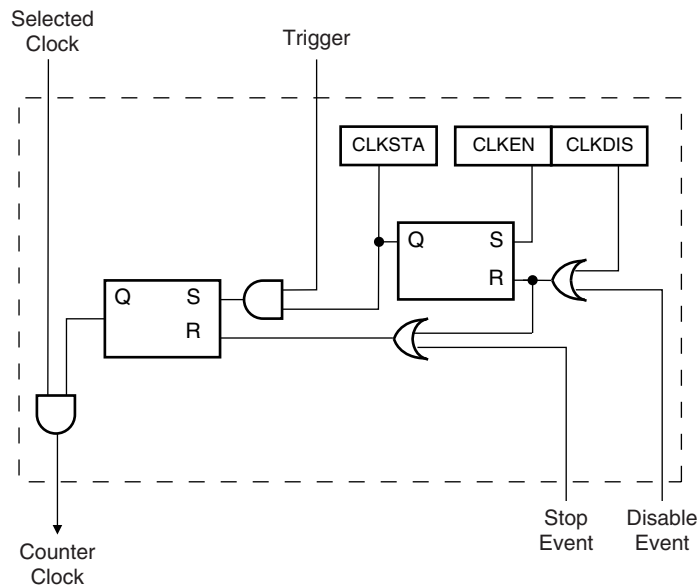 Selected
Clock
Trigger
CLKSTA
CLKEN
CLKDIS
Q
S
R
Q
S
R
Stop
Event
Disable
Event
Counter
Clock